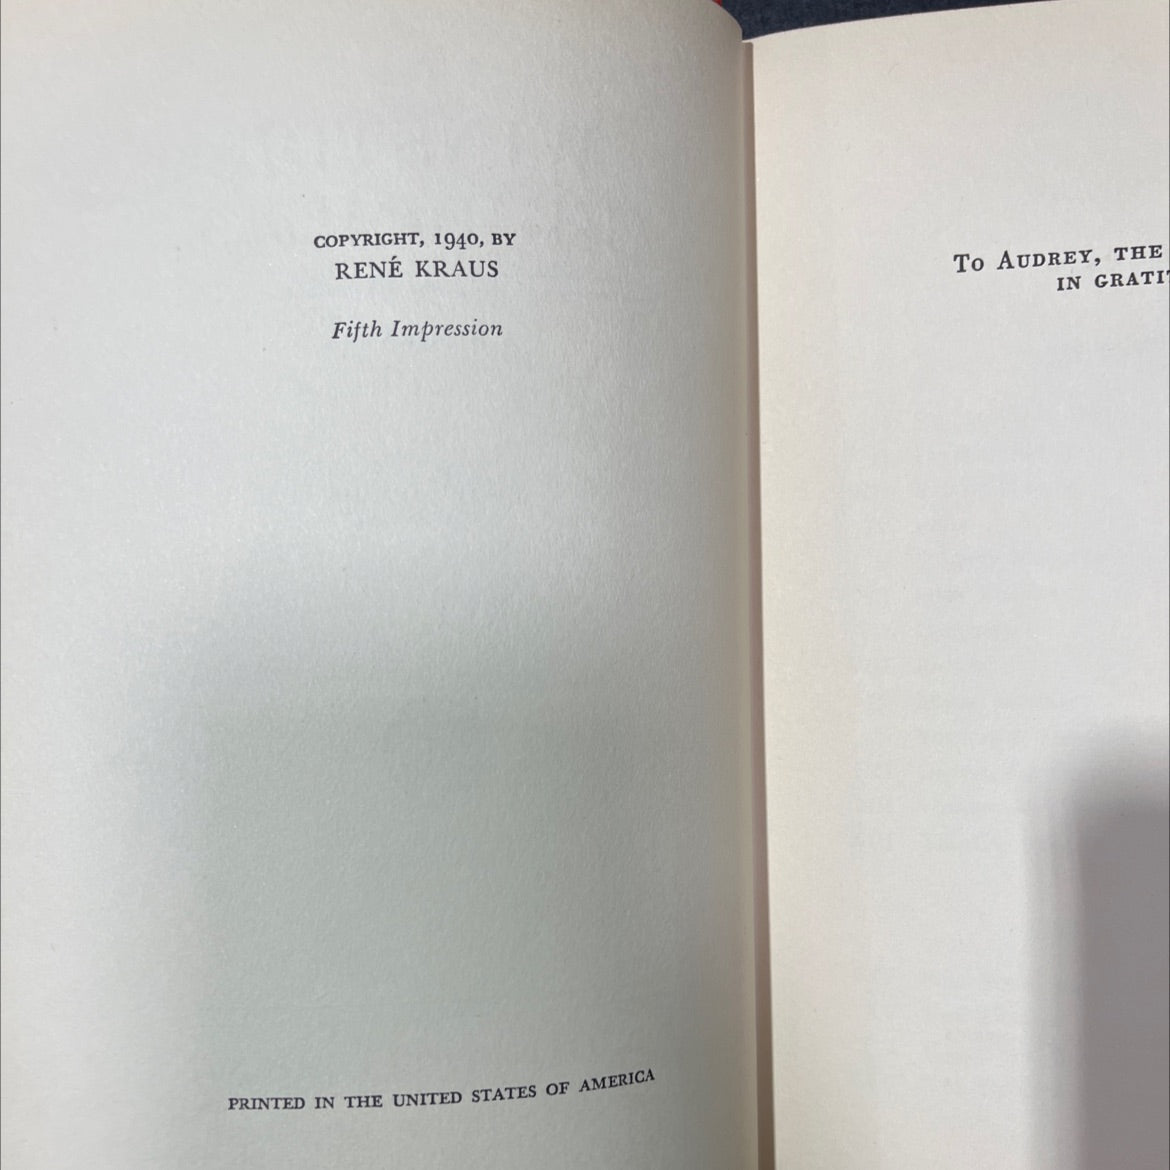 COPYRIGHT, 1940, BY
RENÉ KRAUS
Fifth Impression
PRINTED IN THE UNITED STATES OF AMERICA
To AUDREY, THE
IN